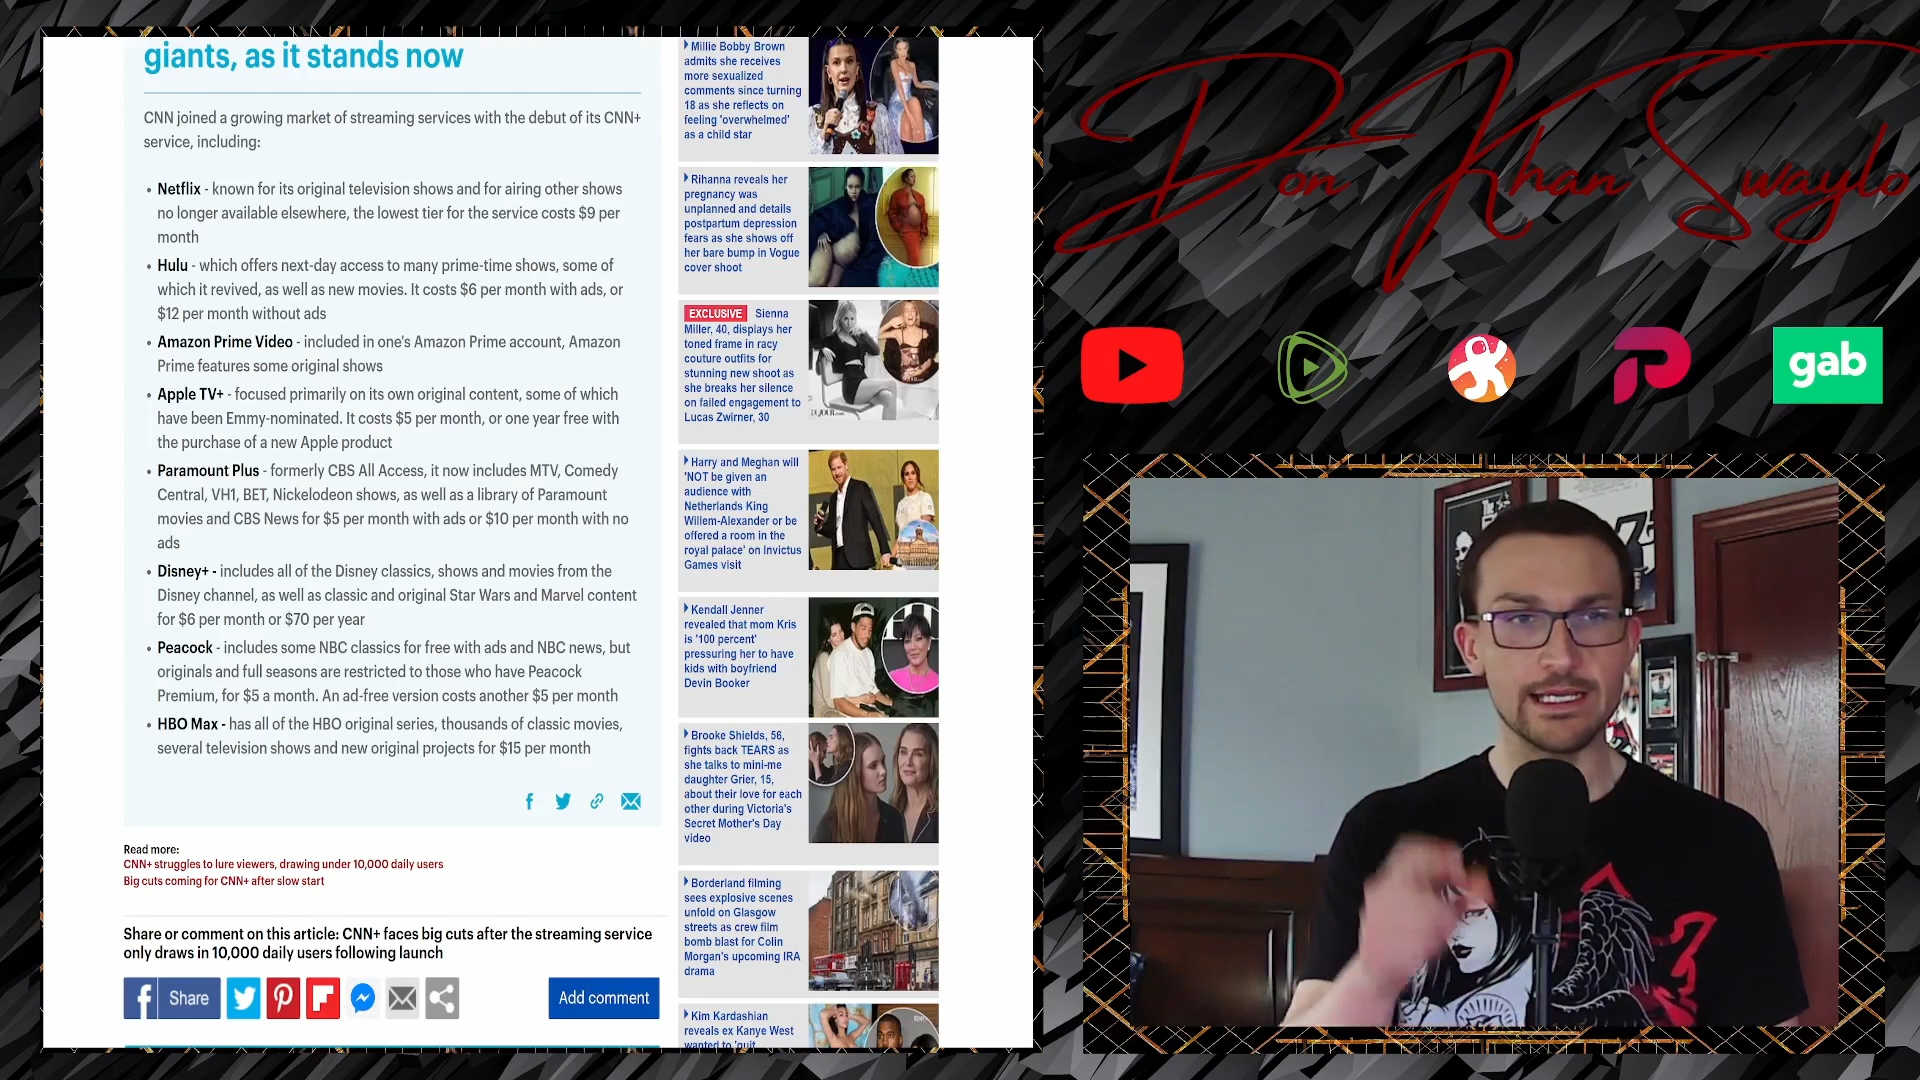 giants, as it stands now
CNN joined a growing market of streaming services with the debut of its CNN+
service, including:
• Netflix - known for its original television shows and for airing other shows
no longer available elsewhere, the lowest tier for the service costs $9 per
month
• Hulu - which offers next-day access to many prime-time shows, some of
which it revived, as well as new movies. It costs $6 per month with ads, or
$12 per month without ads
• Amazon Prime Video - included in one's Amazon Prime account, Amazon
Prime features some original shows
• Apple TV+ - focused primarily on its own original content, some of which
have been Emmy-nominated. It costs $5 per month, or one year free with
the purchase of a new Apple product
• Paramount Plus - formerly CBS All Access, it now includes MTV, Comedy
Central, VH1, BET, Nickelodeon shows, as well as a library of Paramount
movies and CBS News for $5 per month with ads or $10 per month with no
ads
• Disney+ - includes all of the Disney classics, shows and movies from the
Disney channel, as well as classic and original Star Wars and Marvel content
for $6 per month or $70 per year
• Peacock - includes some NBC classics for free with ads and NBC news, but
originals and full seasons are restricted to those who have Peacock
Premium, for $5 a month. An ad-free version costs another $5 per month
• HBO Max - has all of the HBO original series, thousands of classic movies,
several television shows and new original projects for $15 per month
Read more:
CNN+ struggles to lure viewers, drawing under 10,000 daily users
Big cuts coming for CNN+ after slow start
Share or comment on this article: CNN+ faces big cuts after the streaming service
only draws in 10,000 daily users following launch
Share
Add comment
Millie Bobby Brown
admits she receives
more sexualized
comments since turning
18 as she reflects on
feeling 'overwhelmed'
as a child star
Rihanna reveals her
pregnancy was
unplanned and details
postpartum depression
fears as she shows off
her bare bump in Vogue
cover shoot
EXCLUSIVE Sienna
Miller, 40, displays her
toned frame in racy
couture outfits for
stunning new shoot as
she breaks her silence
on failed engagement to
Lucas Zwirner, 30
Harry and Meghan will
'NOT be given an
audience with
Netherlands King
Willem-Alexander or be
offered a room in the
royal palace' on Invictus
Games visit
Kendall Jenner
revealed that mom Kris
is '100 percent'
pressuring her to have
kids with boyfriend
Devin Booker
Brooke Shields, 56,
fights back TEARS as
she talks to mini-me
daughter Grier, 15,
about their love for each
other during Victoria's
Secret Mother's Day
video
Borderland filming
sees explosive scenes
unfold on Glasgow
streets as crew film
bomb blast for Colin
Morgan's upcoming IRA
drama
Kim Kardashian
reveals ex Kanye West
wanted to 'quit
Don Khan Swaylo
gab